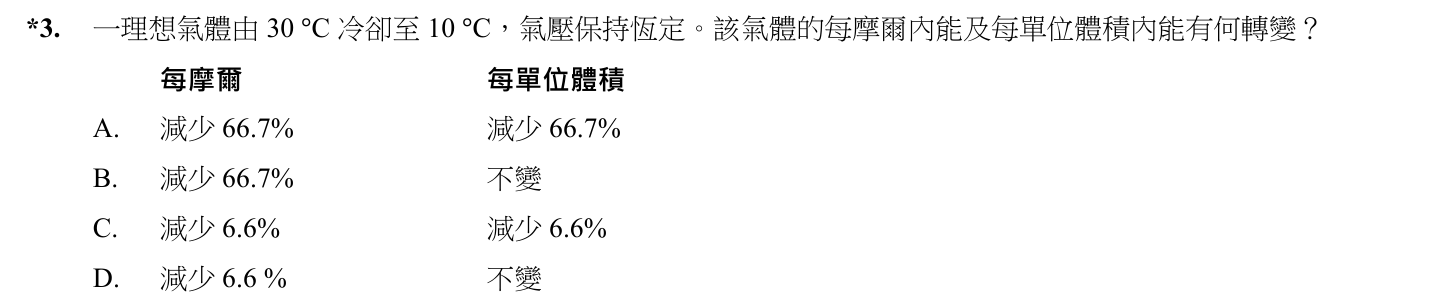 *3. 一理想氣體由 30 °C 冷卻至 10 °C，氣壓保持恆定。該氣體的每摩爾內能及每單位體積內能有何轉變？
每摩爾 每單位體積
A. 減少 66.7% 減少 66.7%
B. 減少 66.7% 不變
C. 減少 6.6% 減少 6.6%
D. 減少 6.6 % 不變